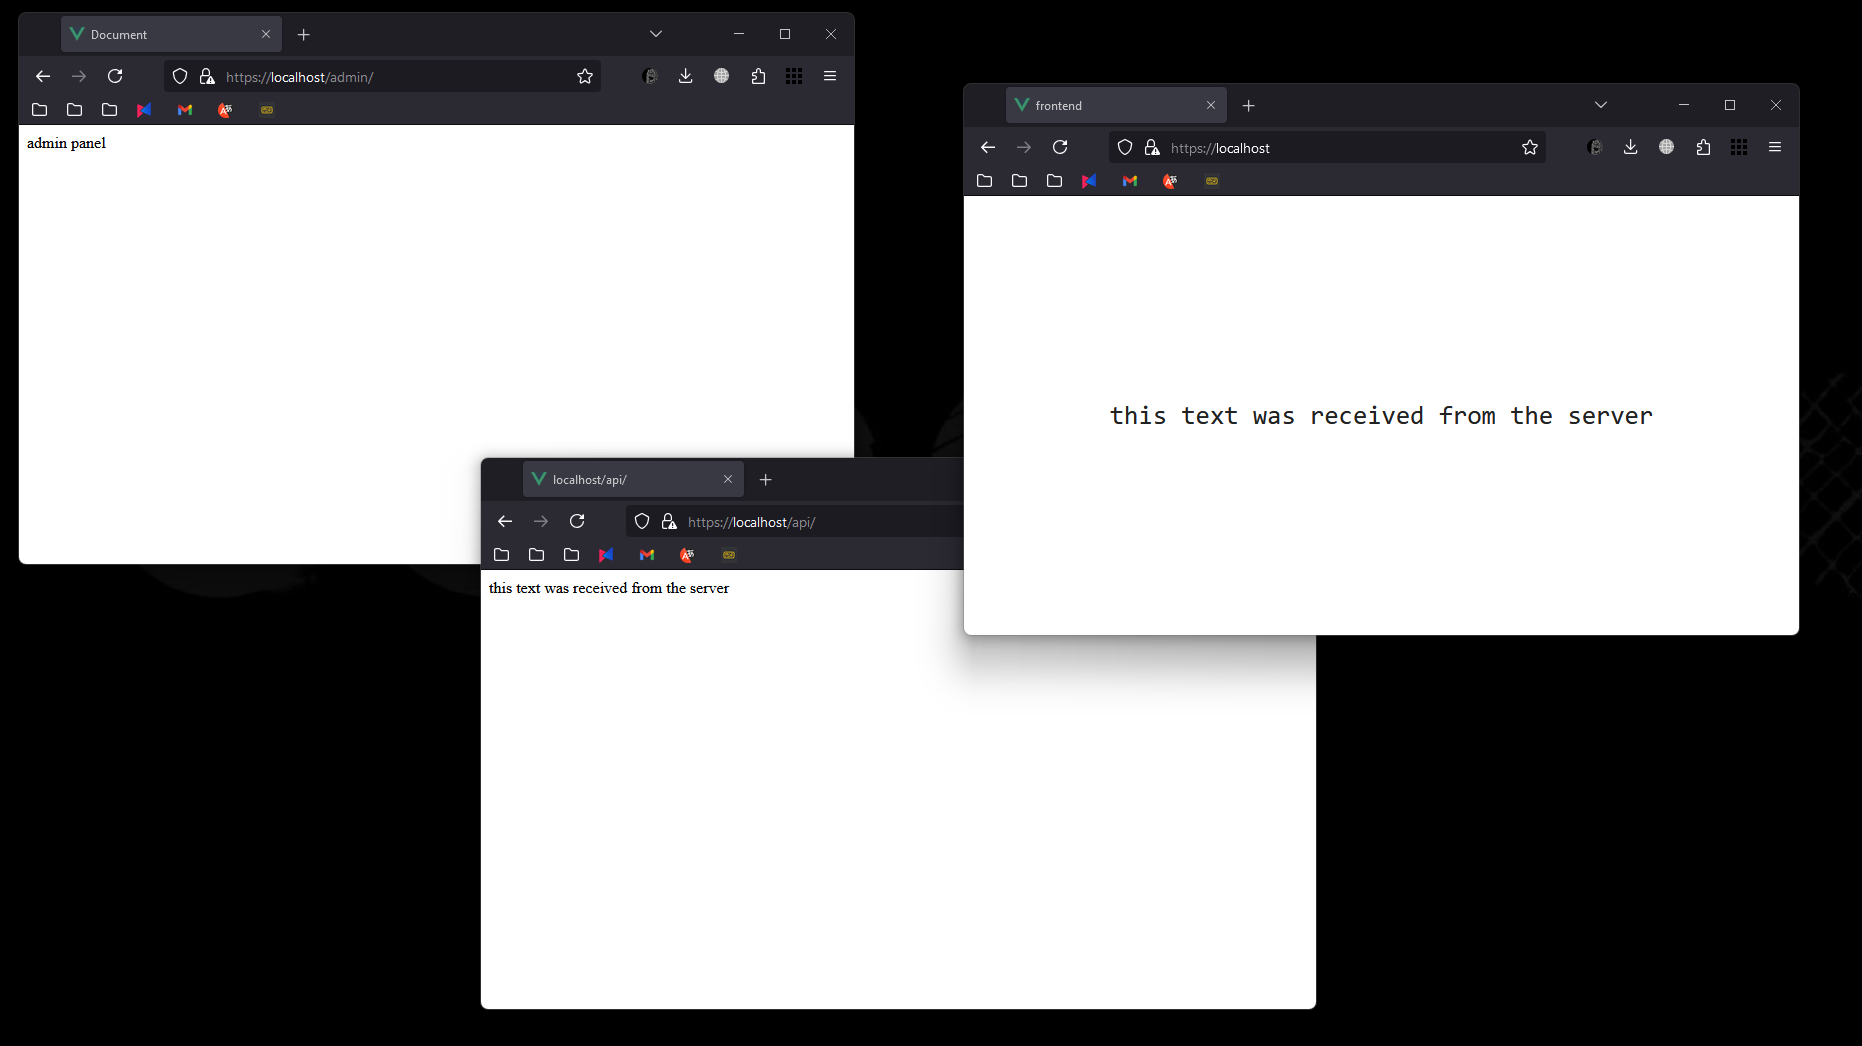 Document
https://localhost/admin/
admin panel
frontend
https://localhost
this text was received from the server
localhost/api/
https://localhost/api/
this text was received from the server